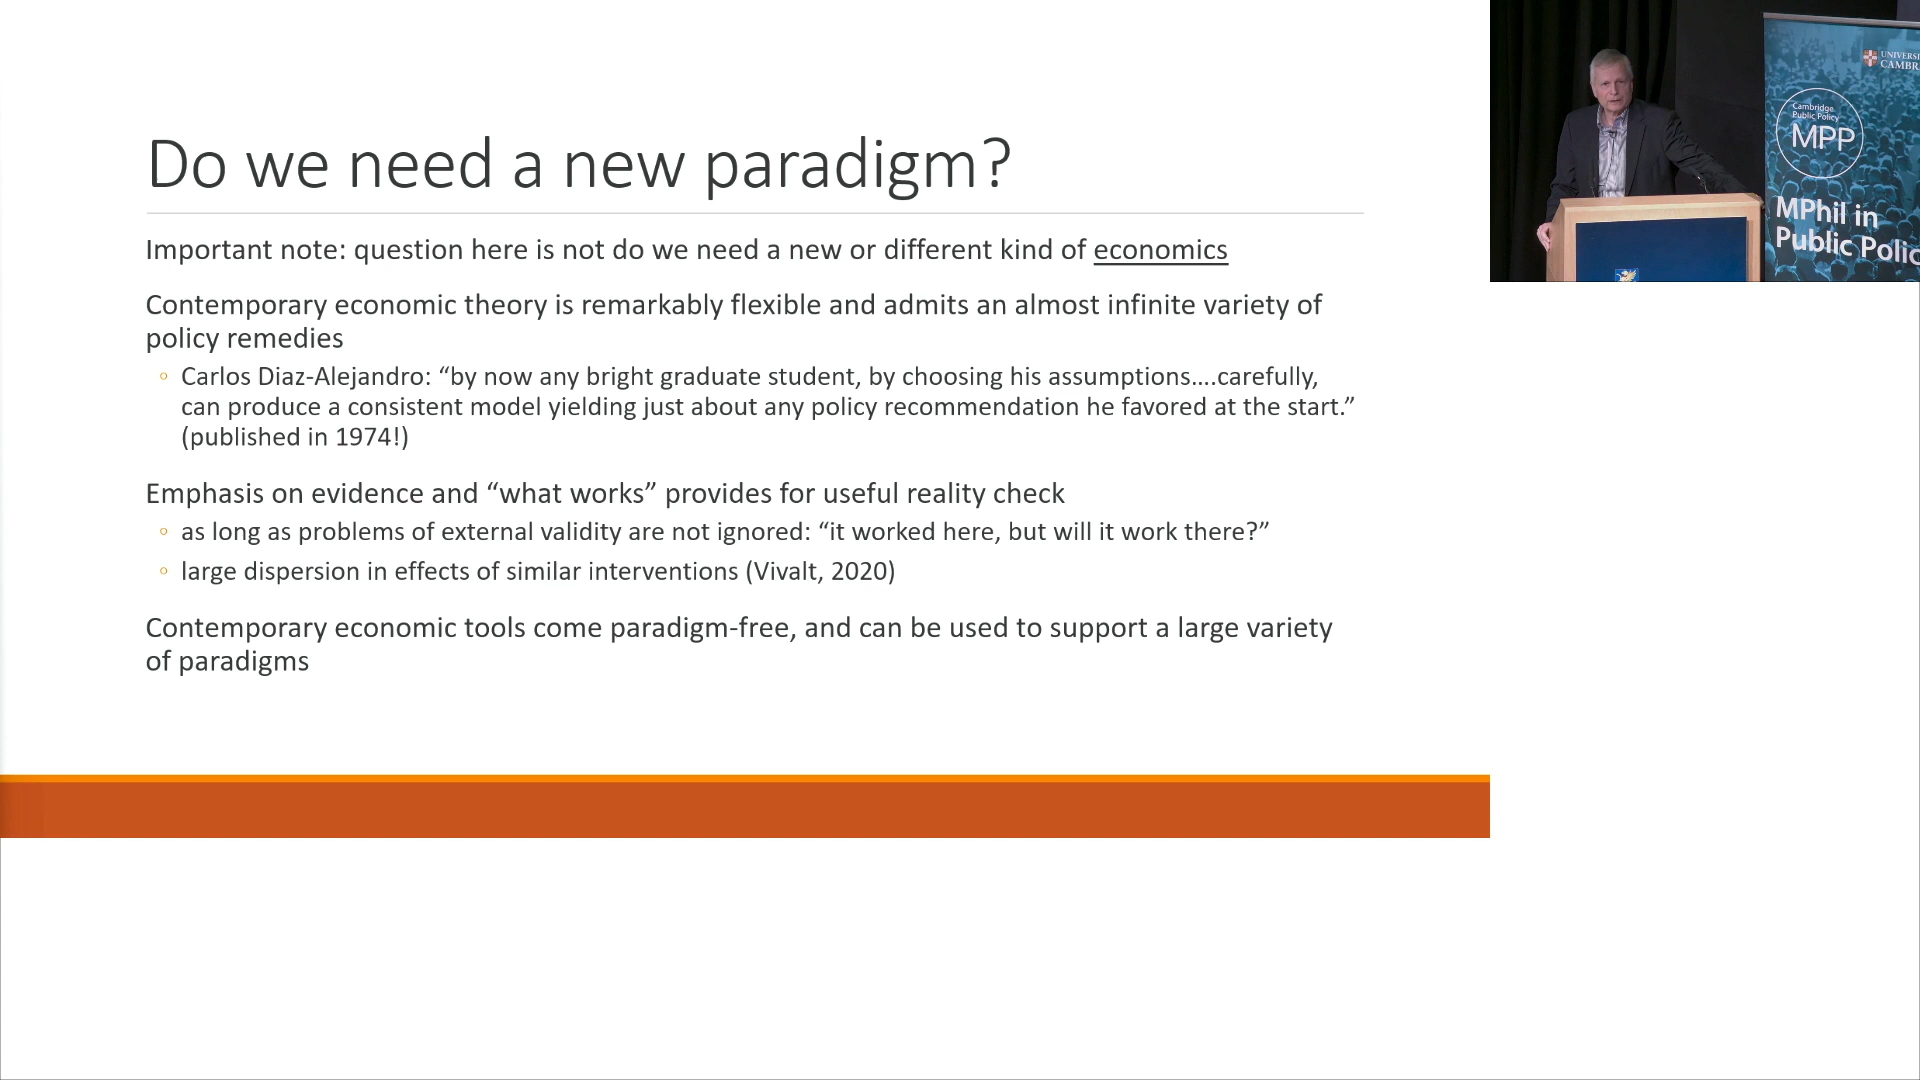 Do we need a new paradigm?
Important note: question here is not do we need a new or different kind of economics
Contemporary economic theory is remarkably flexible and admits an almost infinite variety of
policy remedies
◦ Carlos Diaz-Alejandro: “by now any bright graduate student, by choosing his assumptions….carefully,
can produce a consistent model yielding just about any policy recommendation he favored at the start.”
(published in 1974!)
Emphasis on evidence and “what works” provides for useful reality check
◦ as long as problems of external validity are not ignored: “it worked here, but will it work there?”
◦ large dispersion in effects of similar interventions (Vivalt, 2020)
Contemporary economic tools come paradigm-free, and can be used to support a large variety
of paradigms
UNIVERSI
CAMBR
Cambridge
Public Policy
MPP
MPhil in
Public Polic